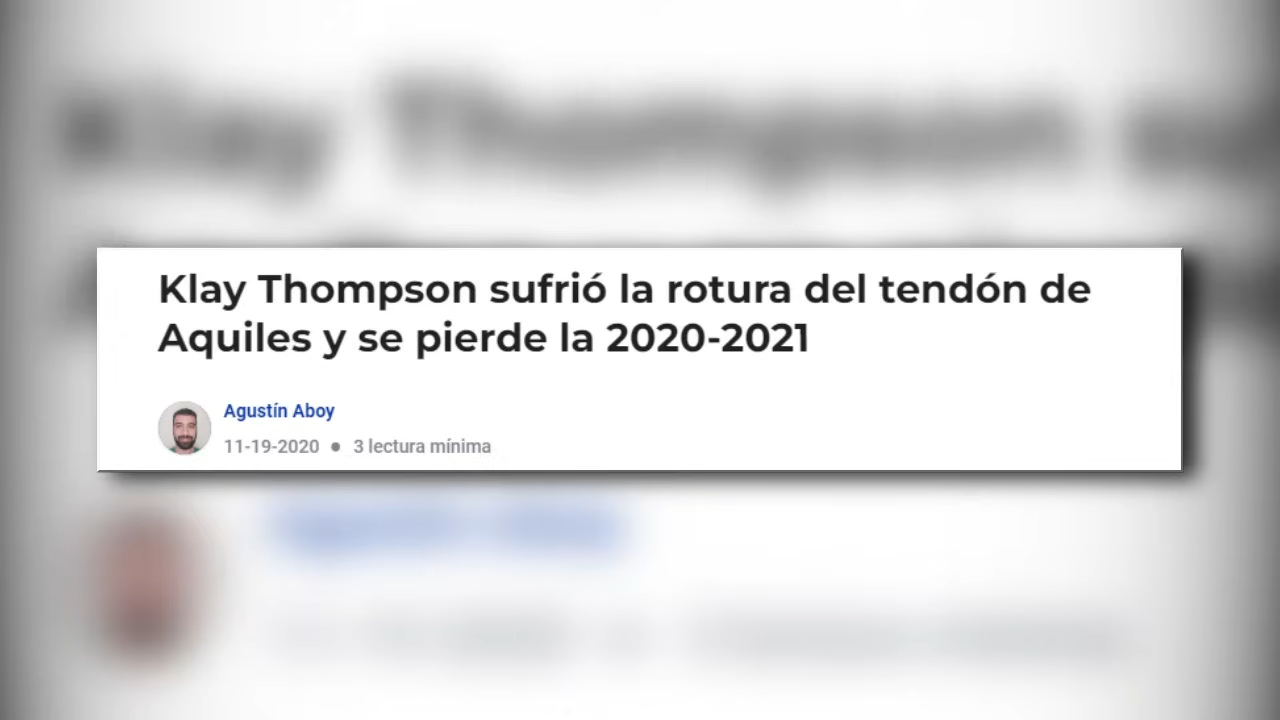 Klay Thompson sufrió la rotura del tendón de
Aquiles y se pierde la 2020-2021
Agustín Aboy
11-19-2020 ● 3 lectura mínima